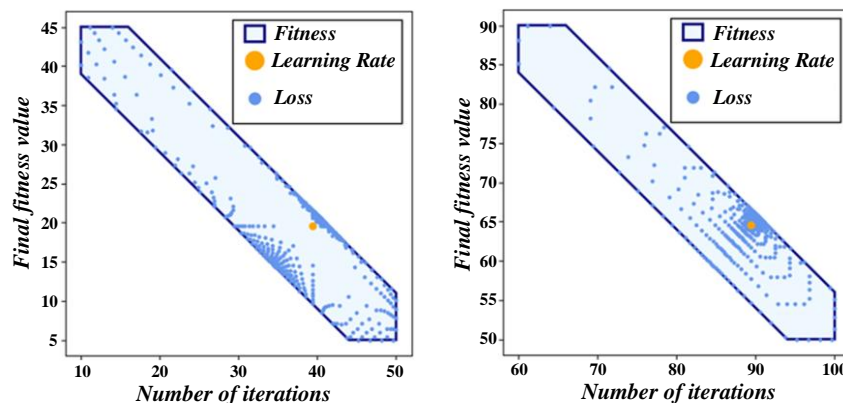 45
40
35
30
25
20
15
10
5
10
20
30
40
50
Final fitness value
Number of iterations
Fitness
Learning Rate
Loss
90
85
80
75
70
65
60
55
50
60
70
80
90
100
Final fitness value
Number of iterations
Fitness
Learning Rate
Loss